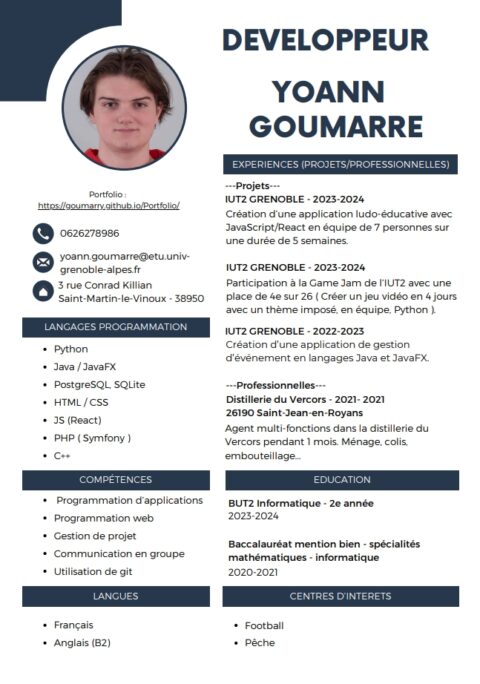 DEVELOPPEUR
YOANN
GOUMARRE
Portfolio :
https://goumarry.github.io/Portfolio/
0626278986
yoann.goumarre@etu.univ-
grenoble-alpes.fr
3 rue Conrad Killian
Saint-Martin-le-Vinoux - 38950
LANGAGES PROGRAMMATION
Python
Java / JavaFX
PostgreSQL, SQLite
HTML / CSS
JS (React)
PHP ( Symfony )
C++
COMPÉTENCES
Programmation d'applications
Programmation web
Gestion de projet
Communication en groupe
Utilisation de git
LANGUES
Français
Anglais (B2)
EXPERIENCES (PROJETS/PROFESSIONNELLES)
---Projets---
IUT2 GRENOBLE - 2023-2024
Création d'une application ludo-éducative avec
JavaScript/React en équipe de 7 personnes sur
une durée de 5 semaines.
IUT2 GRENOBLE - 2023-2024
Participation à la Game Jam de l'IUT2 avec une
place de 4e sur 26 ( Créer un jeu vidéo en 4 jours
avec un thème imposé, en équipe, Python ).
IUT2 GRENOBLE - 2022-2023
Création d'une application de gestion
d'événement en langages Java et JavaFX.
---Professionnelles---
Distillerie du Vercors - 2021- 2021
26190 Saint-Jean-en-Royans
Agent multi-fonctions dans la distillerie du
Vercors pendant 1 mois. Ménage, colis,
embouteillage...
EDUCATION
BUT2 Informatique - 2e année
2023-2024
Baccalauréat mention bien - spécialités
mathématiques - informatique
2020-2021
CENTRES D'INTERETS
Football
Pêche